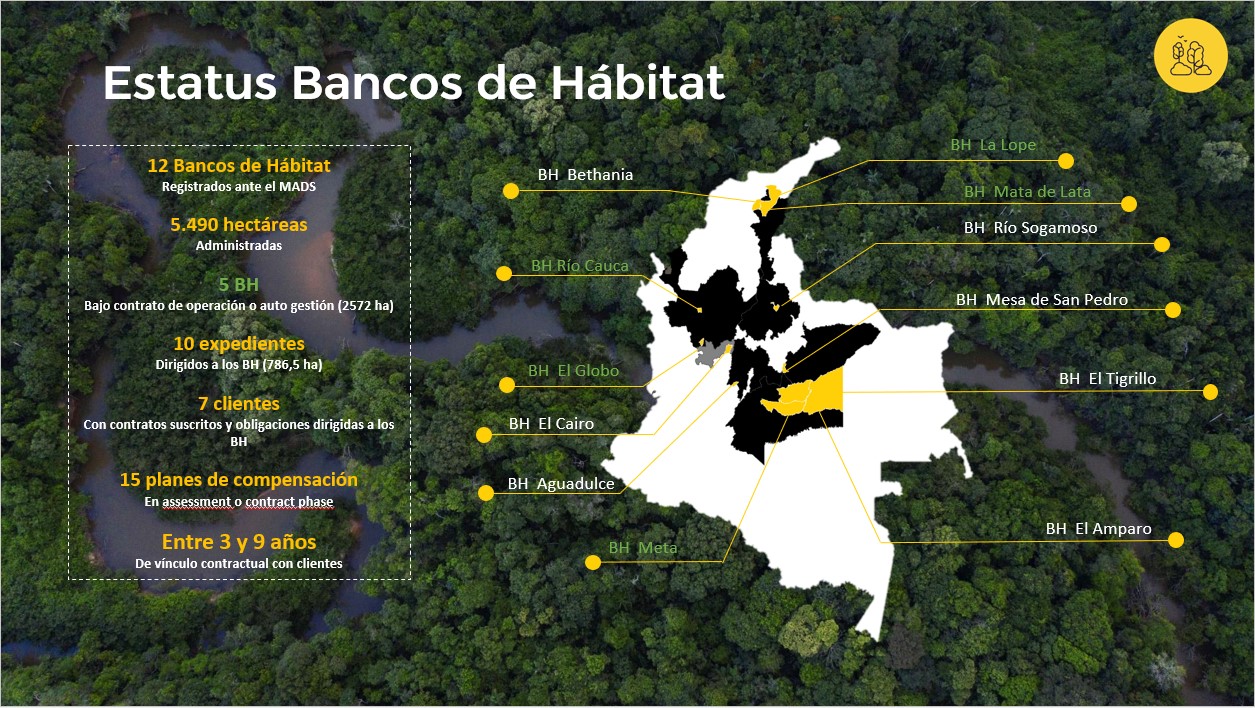 Estatus Bancos de Hábitat
12 Bancos de Hábitat
Registrados ante el MADS
5.490 hectáreas
Administradas
5 BH
Bajo contrato de operación o auto gestión (2572 ha)
10 expedientes
Dirigidos a los BH (786,5 ha)
7 clientes
Con contratos suscritos y obligaciones dirigidas a los
BH
15 planes de compensación
En assessment o contract phase
Entre 3 y 9 años
De vínculo contractual con clientes
BH Bethania
BH Río Cauca
BH El Globo
BH El Cairo
BH Aguadulce
BH Meta
BH La Lope
BH Mata de Lata
BH Río Sogamoso
BH Mesa de San Pedro
BH El Tigrillo
BH El Amparo